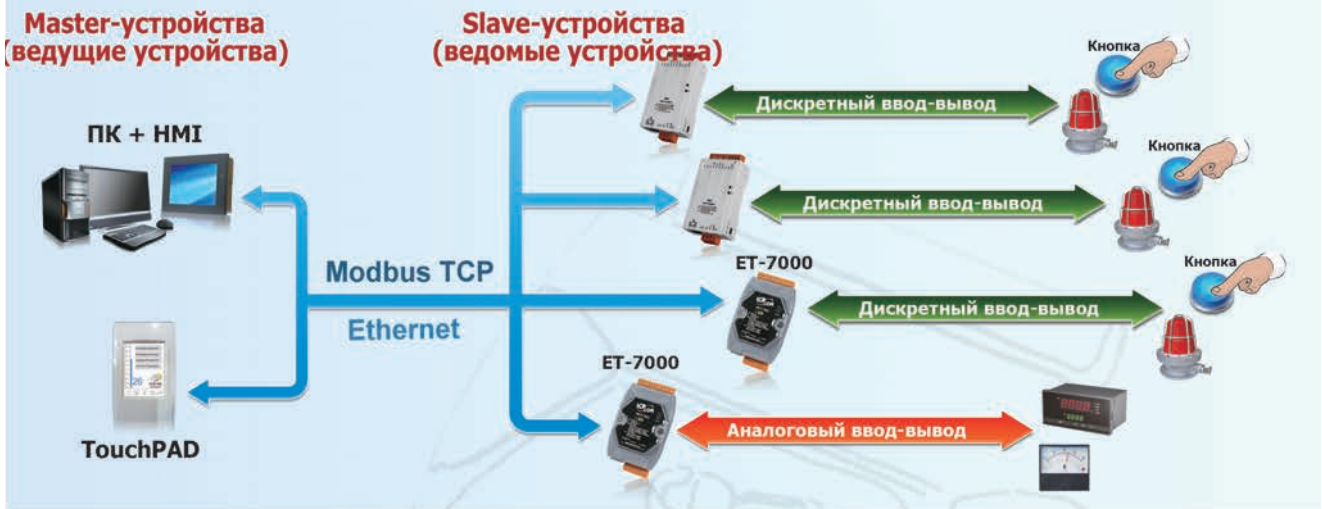 Master-устройства
(ведущие устройства)
Slave-устройства
(ведомые устройства)
ПК + HMI
TouchPAD
Modbus TCP
Ethernet
Дискретный ввод-вывод
Кнопка
Дискретный ввод-вывод
Кнопка
ET-7000
Дискретный ввод-вывод
Кнопка
ET-7000
Аналоговый ввод-вывод